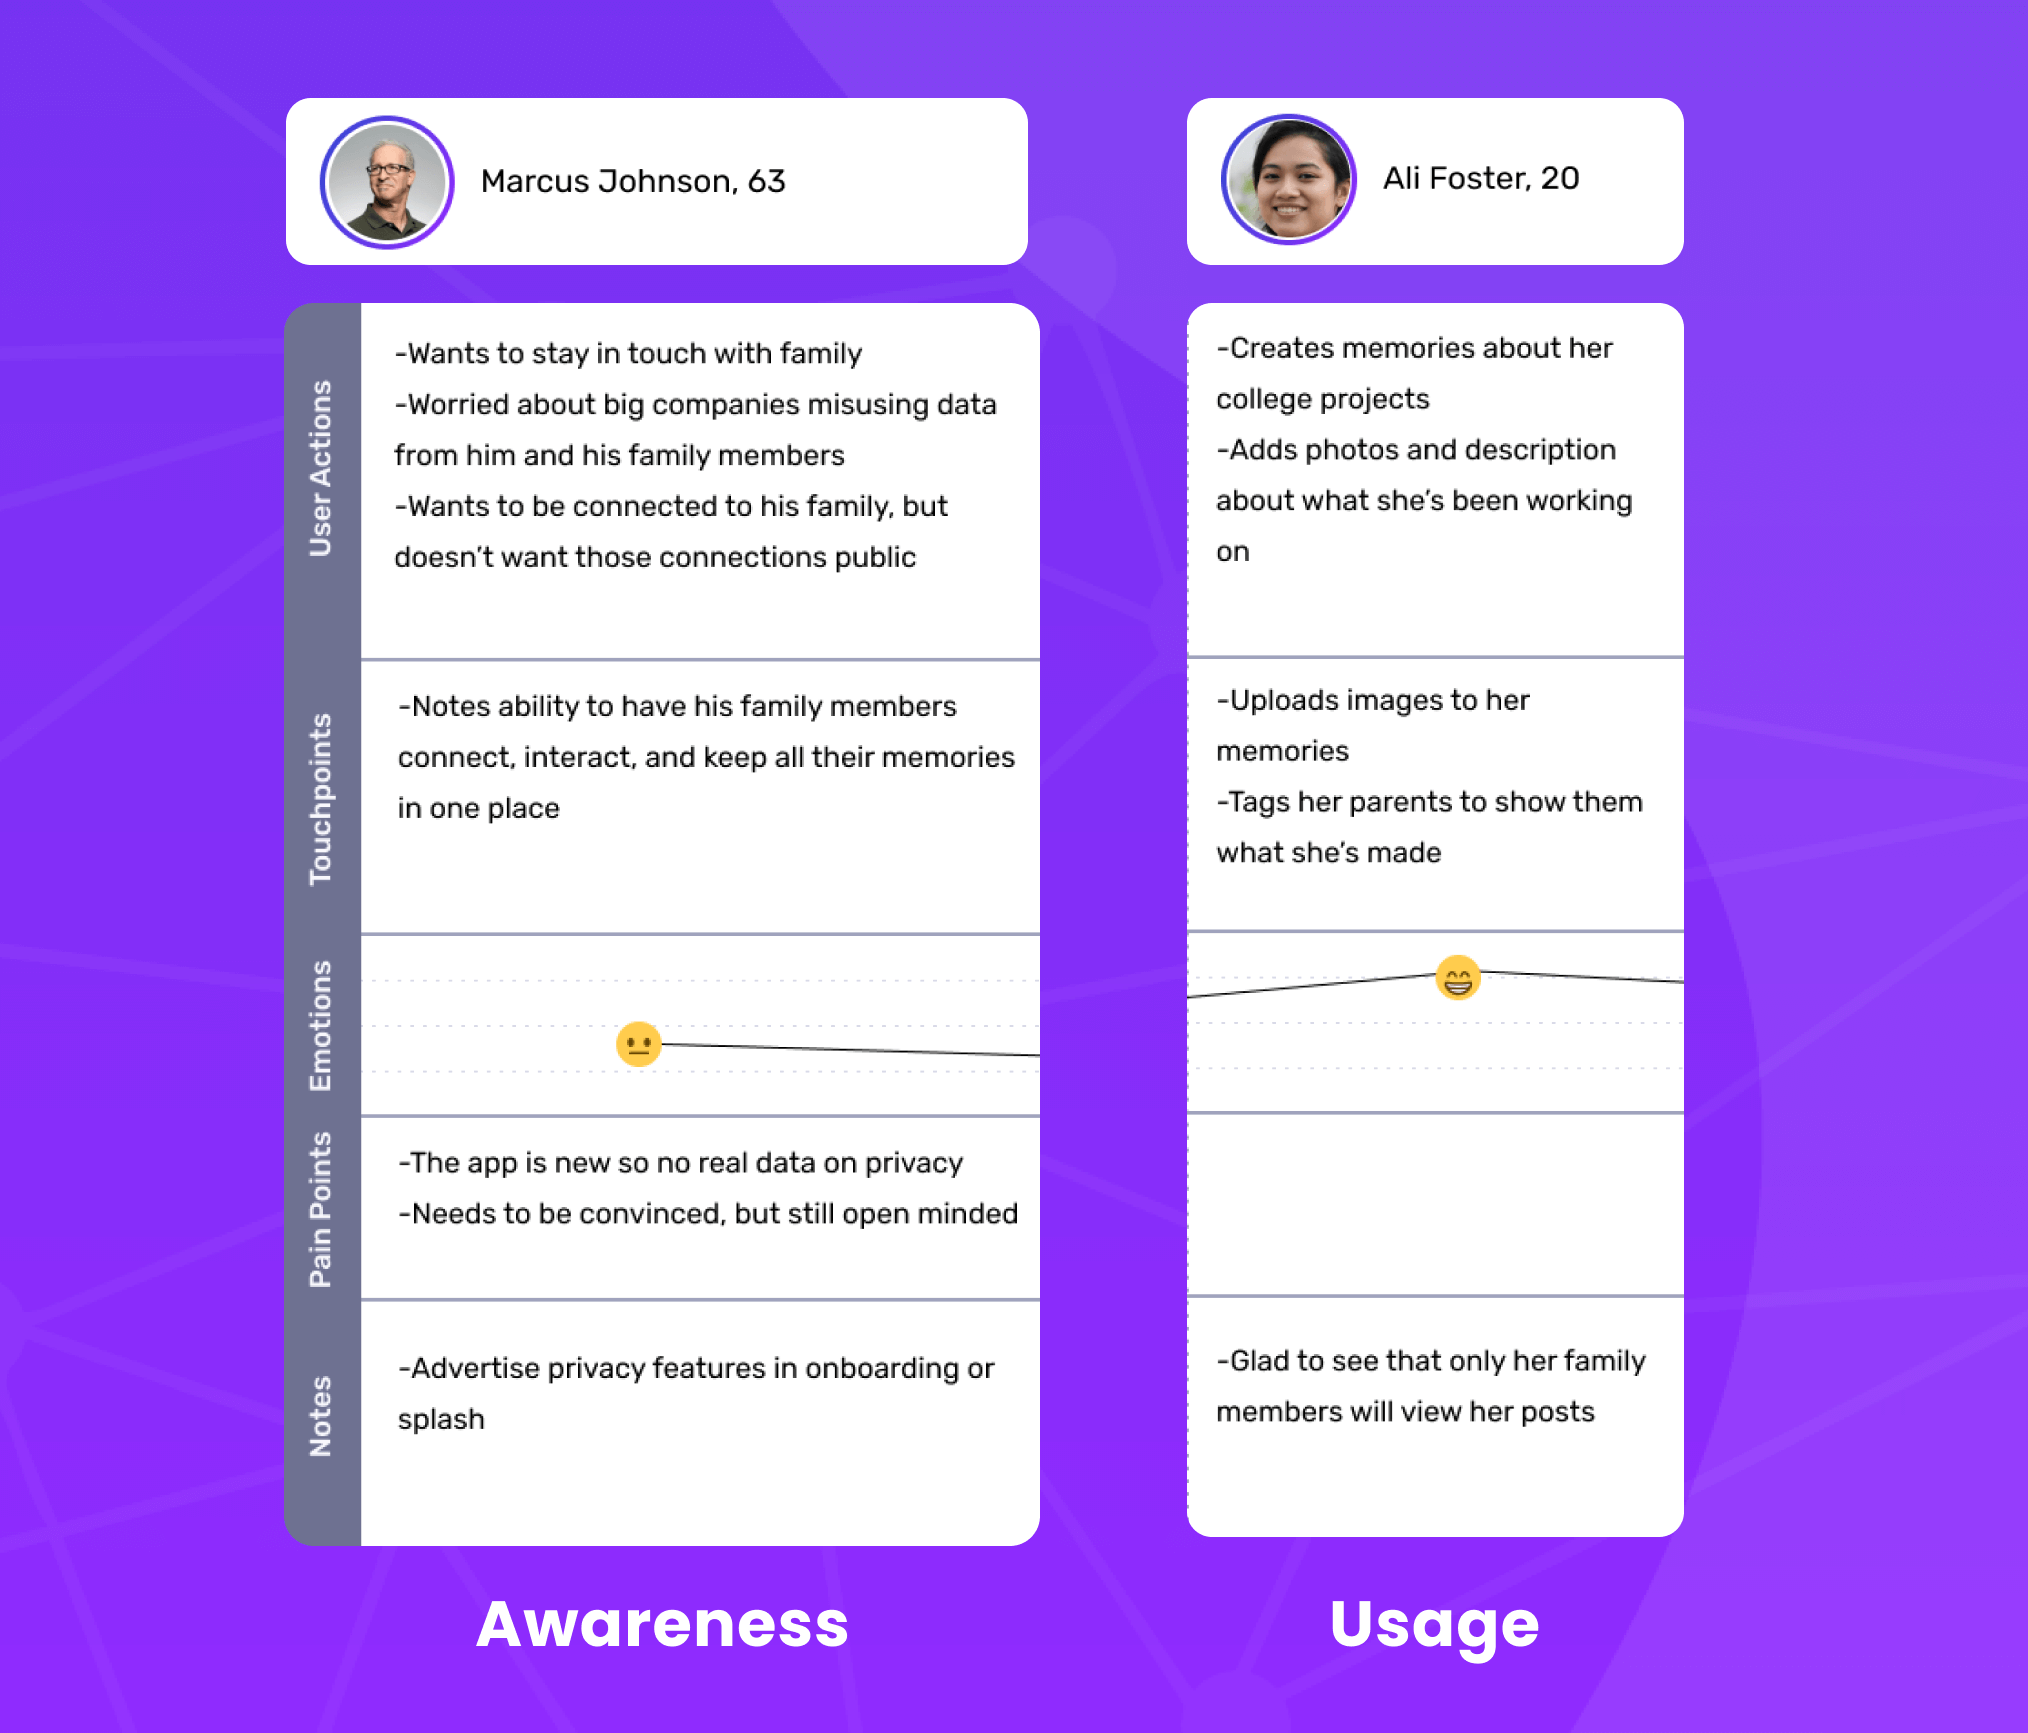 Marcus Johnson, 63
Ali Foster, 20
User Actions
-Wants to stay in touch with family
-Worried about big companies misusing data
from him and his family members
-Wants to be connected to his family, but
doesn’t want those connections public
Touchpoints
-Notes ability to have his family members
connect, interact, and keep all their memories
in one place
Emotions
Pain Points
-The app is new so no real data on privacy
-Needs to be convinced, but still open minded
Notes
-Advertise privacy features in onboarding or
splash
Awareness
-Creates memories about her
college projects
-Adds photos and description
about what she’s been working
on
-Uploads images to her
memories
-Tags her parents to show them
what she’s made
-Glad to see that only her family
members will view her posts
Usage